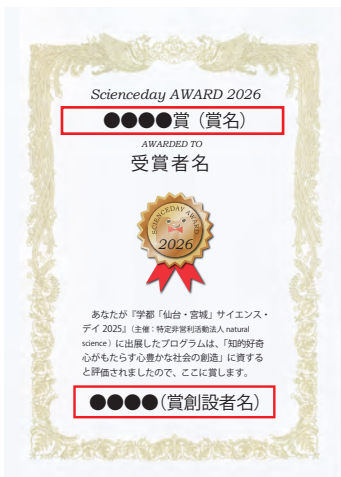 Scienceday AWARD 2026
●●●●賞（賞名）
AWARDED TO
受賞者名
SCIENCEDAY AWARD
2026
あなたが『学都「仙台・宮城」サイエンス・
デイ 2025』（主催：特定非営利活動法人 natural
science）に出展したプログラムは、「知的好奇
心がもたらす心豊かな社会の創造」に資する
と評価されましたので、ここに賞します。
●●●●（賞創設者名）